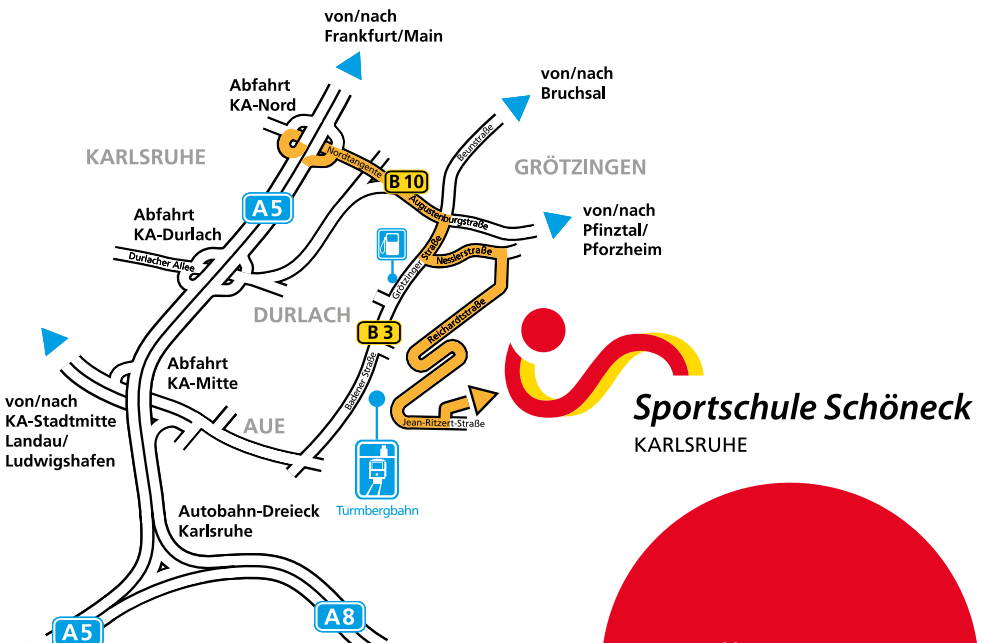 von/nach
Frankfurt/Main
Abfahrt
KA-Nord
von/nach
Bruchsal
KARLSRUHE
Nordtangente
Beunstraße
GRÖTZINGEN
B 10
A5
Augustenburgstraße
Abfahrt
KA-Durlach
von/nach
Pfinztal/
Pforzheim
Durlacher Allee
Grötzinger Straße
Nesslerstraße
DURLACH
B 3
Reichardtstraße
Abfahrt
KA-Mitte
Badener Straße
von/nach
KA-Stadtmitte
Landau/
Ludwigshafen
AUE
Jean-Ritzert-Straße
Sportschule Schöneck
KARLSRUHE
Turmbergbahn
Autobahn-Dreieck
Karlsruhe
A5
A8